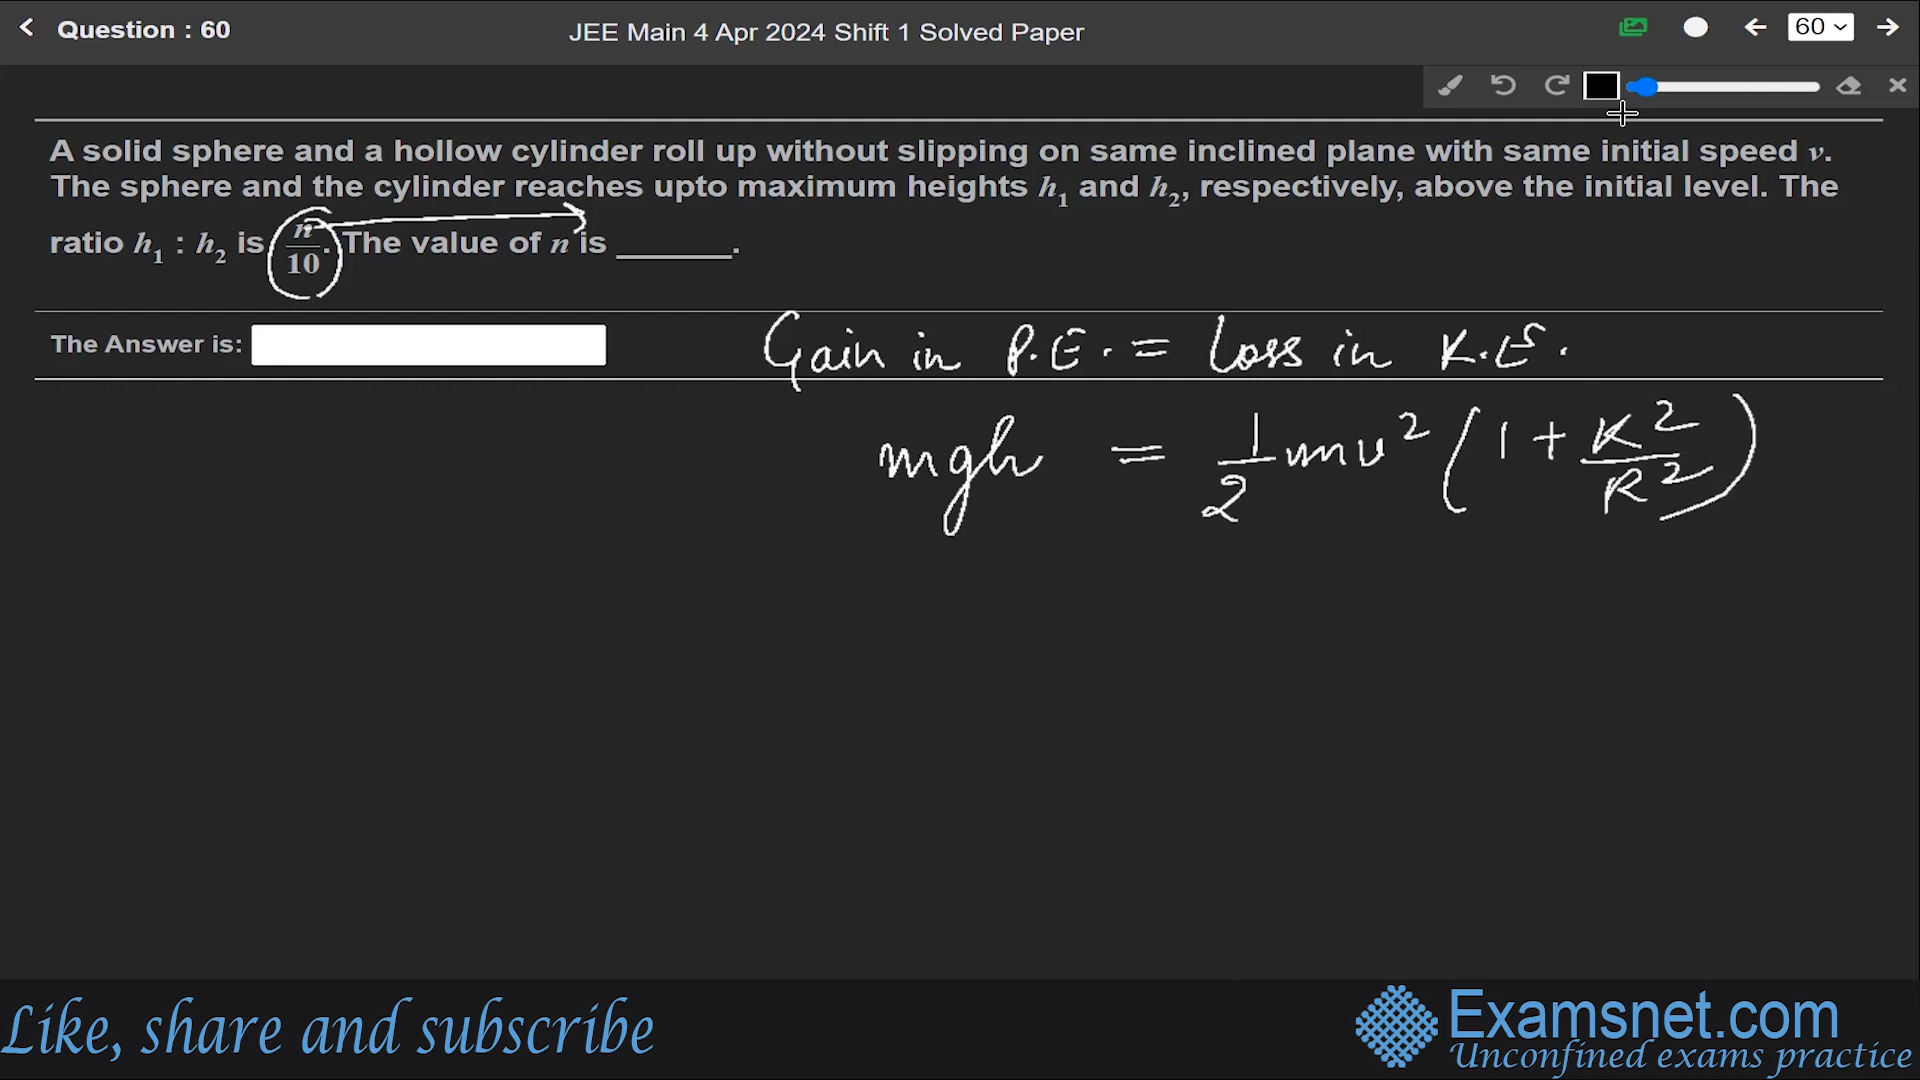 Question : 60
JEE Main 4 Apr 2024 Shift 1 Solved Paper
60
A solid sphere and a hollow cylinder roll up without slipping on same inclined plane with same initial speed v.
The sphere and the cylinder reaches upto maximum heights h₁ and h₂, respectively, above the initial level. The
ratio h₁ : h₂ is n/10. The value of n is ________.
The Answer is:
Gain in P.E. = Loss in K.E.
mgh = 1/2 mv² (1 + K²/R²)
Like, share and subscribe
Examsnet.com
Unconfined exams practice